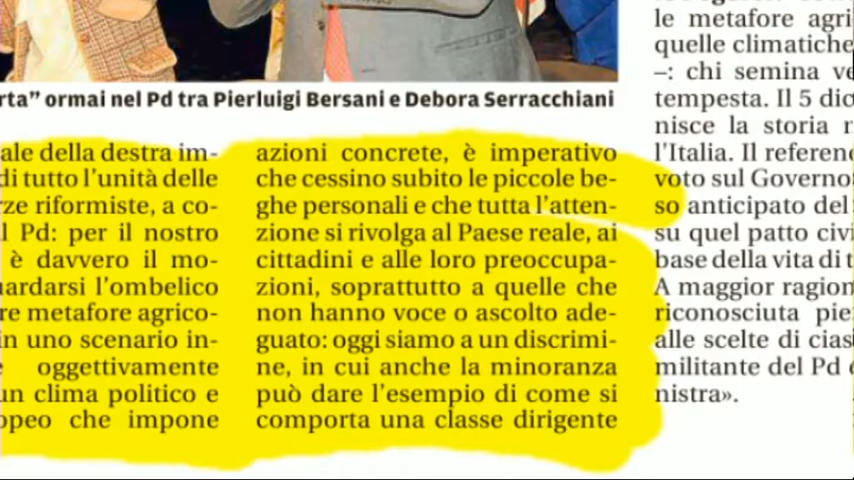 rta” ormai nel Pd tra Pierluigi Bersani e Debora Serracchiani
ale della destra im-
di tutto l’unità delle
rze riformiste, a co-
l Pd: per il nostro
è davvero il mo-
uardarsi l’ombelico
re metafore agrico-
in uno scenario in-
e oggettivamente
un clima politico e
opeo che impone
azioni concrete, è imperativo
che cessino subito le piccole be-
ghe personali e che tutta l’atten-
zione si rivolga al Paese reale, ai
cittadini e alle loro preoccupa-
zioni, soprattutto a quelle che
non hanno voce o ascolto ade-
guato: oggi siamo a un discrimi-
ne, in cui anche la minoranza
può dare l’esempio di come si
comporta una classe dirigente
le metafore agri
quelle climatiche
–: chi semina ve
tempesta. Il 5 dic
nisce la storia
l’Italia. Il referen
voto sul Governo
so anticipato del
su quel patto civi
base della vita di t
A maggior ragion
riconosciuta pie
alle scelte di cias
militante del Pd
nistra».